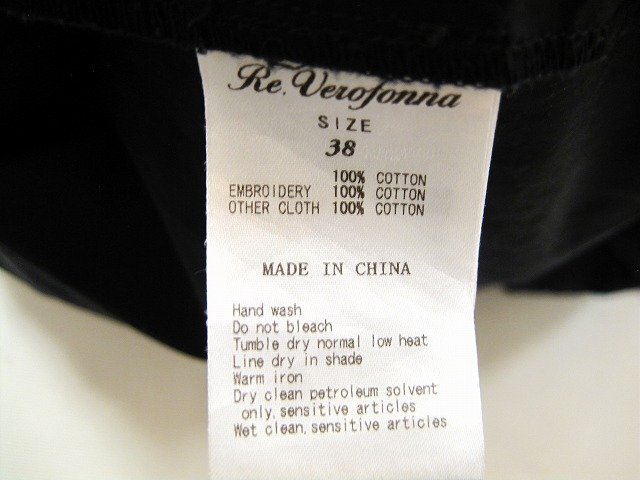 Re.Verofonna
SIZE
38
100% COTTON
EMBROIDERY 100% COTTON
OTHER CLOTH 100% COTTON
MADE IN CHINA
Hand wash
Do not bleach
Tumble dry normal low heat
Line dry in shade
Warm iron
Dry clean petroleum solvent
only, sensitive articles
Wet clean, sensitive articles